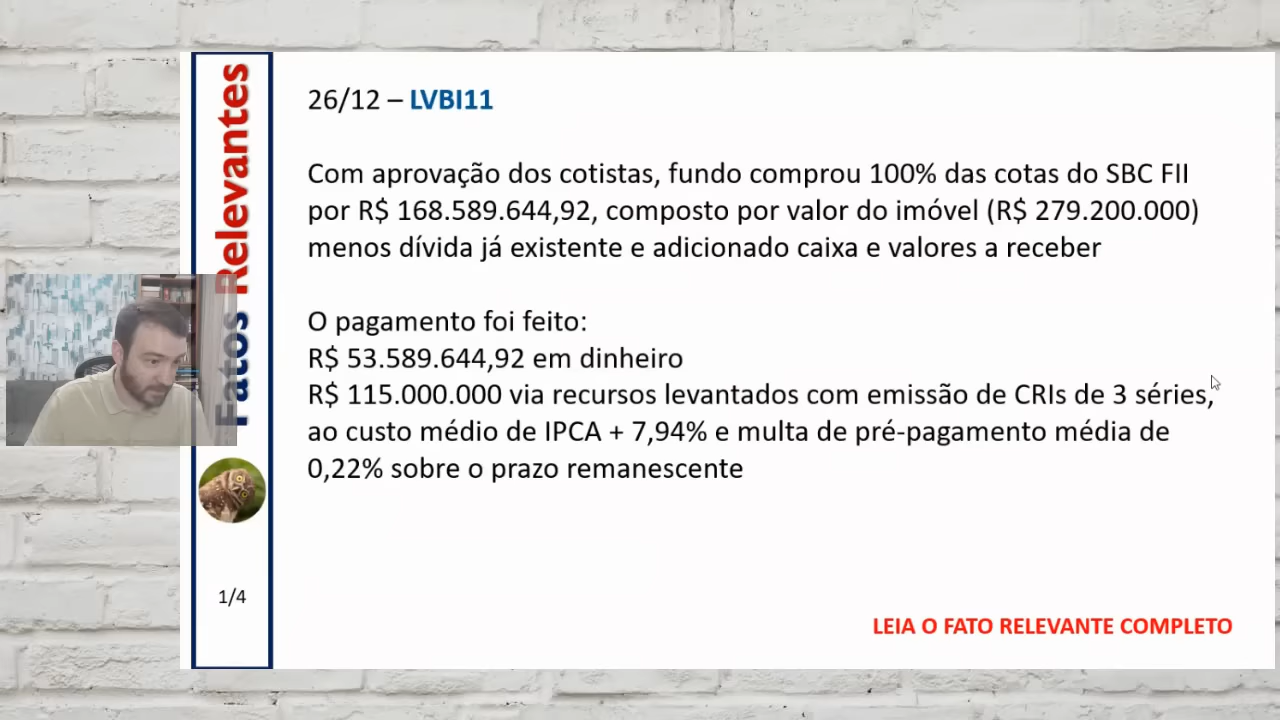 Fatos Relevantes
26/12 – LVBI11
Com aprovação dos cotistas, fundo comprou 100% das cotas do SBC FII
por R$ 168.589.644,92, composto por valor do imóvel (R$ 279.200.000)
menos dívida já existente e adicionado caixa e valores a receber
O pagamento foi feito:
R$ 53.589.644,92 em dinheiro
R$ 115.000.000 via recursos levantados com emissão de CRIs de 3 séries,
ao custo médio de IPCA + 7,94% e multa de pré-pagamento média de
0,22% sobre o prazo remanescente
1/4
LEIA O FATO RELEVANTE COMPLETO